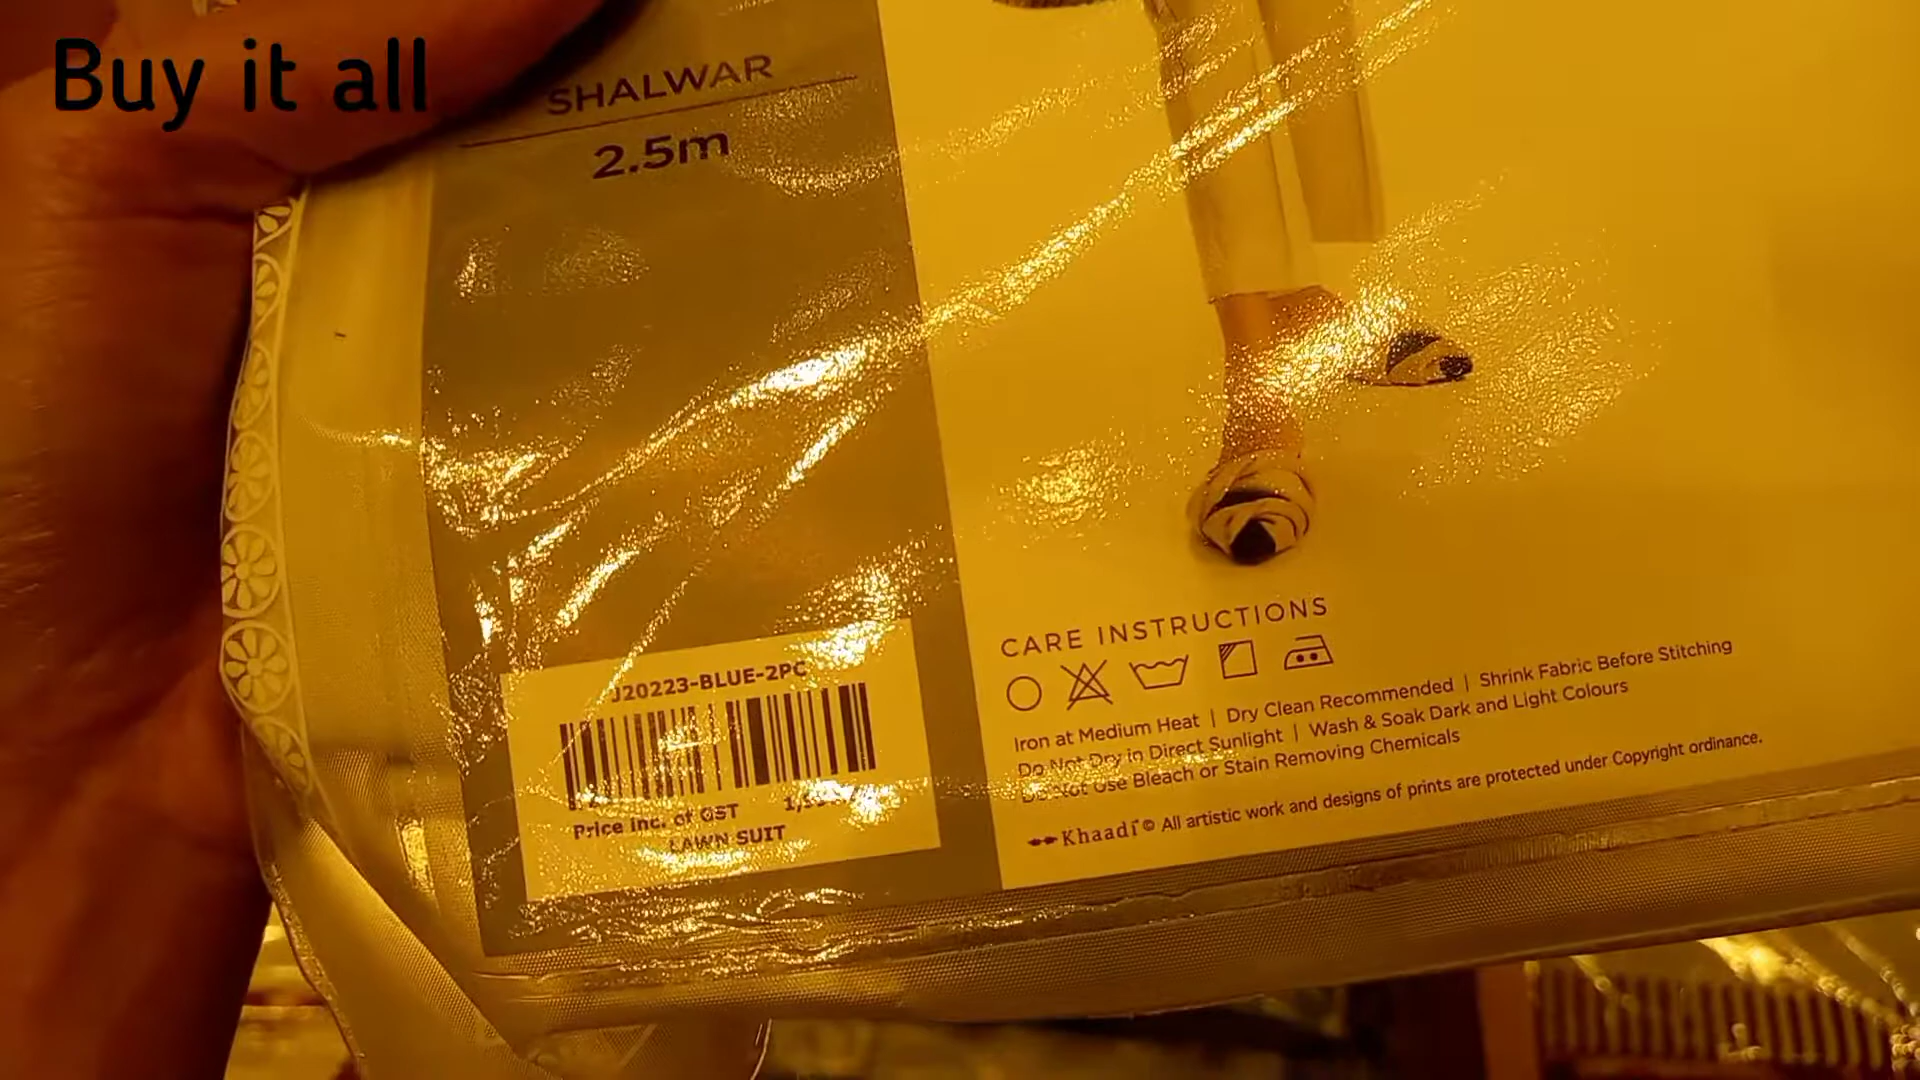 Buy it all
SHALWAR
2.5m
J20223-BLUE-2PC
Price inc. of GST
LAWN SUIT
CARE INSTRUCTIONS
Iron at Medium Heat | Dry Clean Recommended | Shrink Fabric Before Stitching
Do Not Dry in Direct Sunlight | Wash & Soak Dark and Light Colours
Do Not Use Bleach or Stain Removing Chemicals
Khaadi© All artistic work and designs of prints are protected under Copyright ordinance.